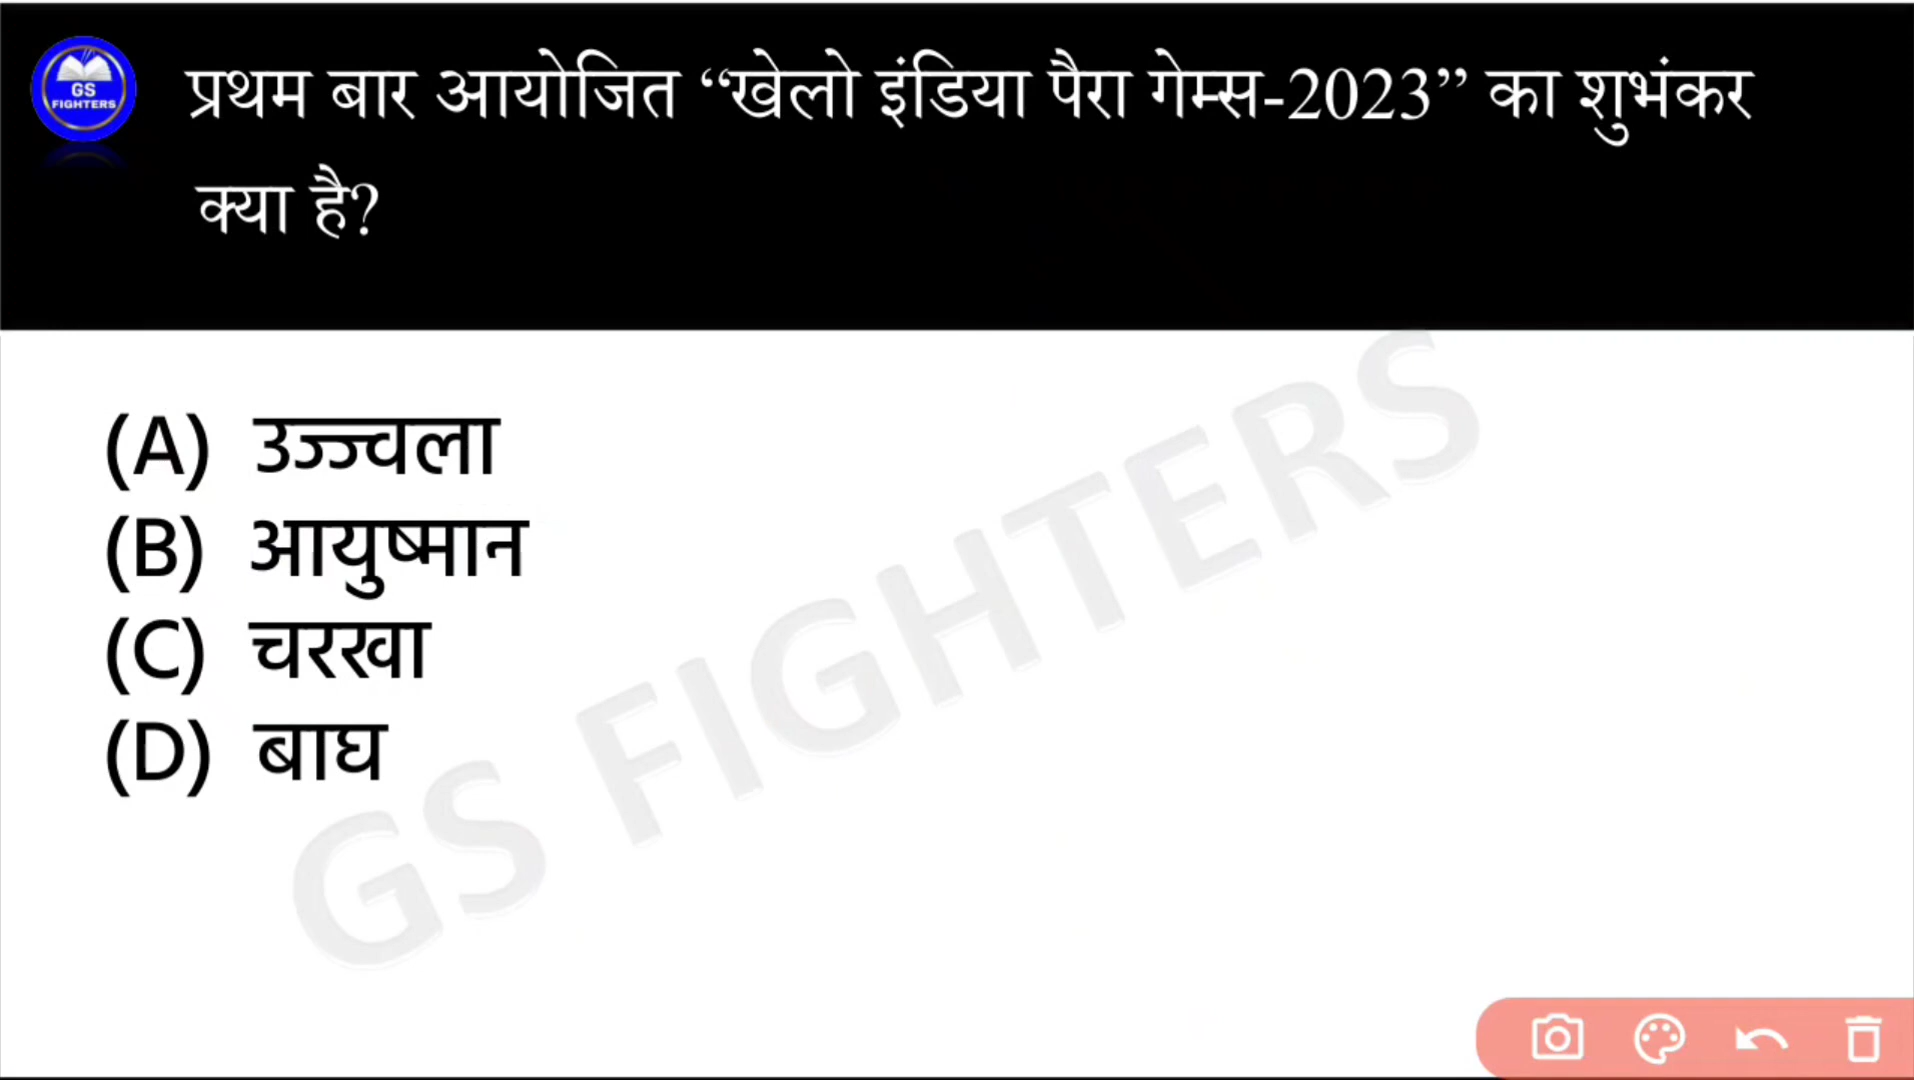 GS
FIGHTERS
प्रथम बार आयोजित “खेलो इंडिया पैरा गेम्स-2023” का शुभंकर
क्या है?
(A) उज्ज्वला
(B) आयुष्मान
(C) चरखा
(D) बाघ
GS FIGHTERS